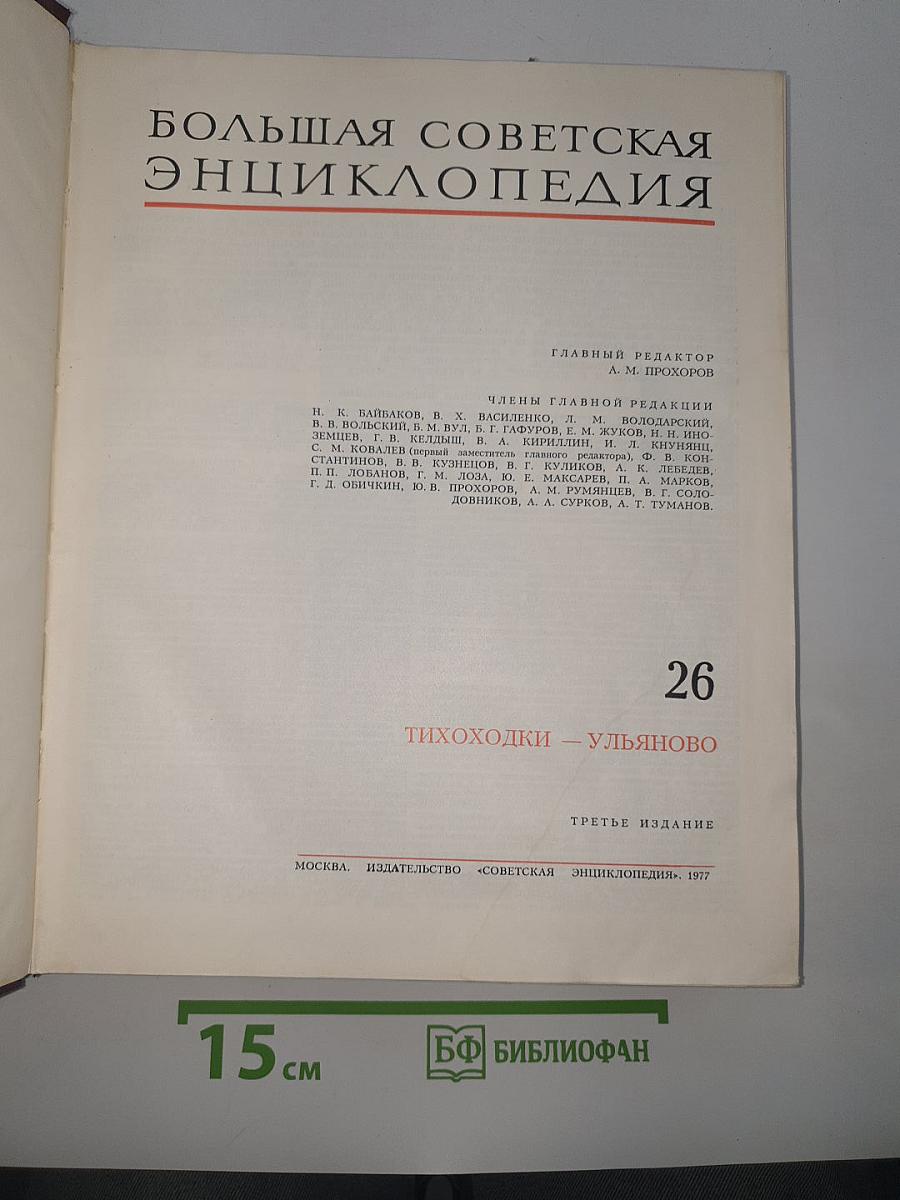 БОЛЬШАЯ СОВЕТСКАЯ
ЭНЦИКЛОПЕДИЯ
ГЛАВНЫЙ РЕДАКТОР
А. М. ПРОХОРОВ
ЧЛЕНЫ ГЛАВНОЙ РЕДАКЦИИ
Н. К. БАЙБАКОВ, В. Х. ВАСИЛЕНКО, Л. М. ВОЛОДАРСКИЙ,
В. В. ВОЛЬСКИЙ, Б. М. ВУЛ, Б. Г. ГАФУРОВ, Е. М. ЖУКОВ, Н. Н. ИНО-
ЗЕМЦЕВ, Г. В. КЕЛДЫШ, В. А. КИРИЛЛИН, И. Л. КНУНЯНЦ,
С. М. КОВАЛЕВ (первый заместитель главного редактора), Ф. В. КОН-
СТАНТИНОВ, В. В. КУЗНЕЦОВ, В. Г. КУЛИКОВ, А. К. ЛЕБЕДЕВ,
П. П. ЛОБАНОВ, Г. М. ЛОЗА, Ю. Е. МАКСАРЕВ, П. А. МАРКОВ,
Г. Д. ОБИЧКИН, Ю. В. ПРОХОРОВ, А. М. РУМЯНЦЕВ, В. Г. СОЛО-
ДОВНИКОВ, А. А. СУРКОВ, А. Т. ТУМАНОВ.
26
ТИХОХОДКИ — УЛЬЯНОВО
ТРЕТЬЕ ИЗДАНИЕ
МОСКВА. ИЗДАТЕЛЬСТВО «СОВЕТСКАЯ ЭНЦИКЛОПЕДИЯ». 1977
15 см
БФ БИБЛИОФАН